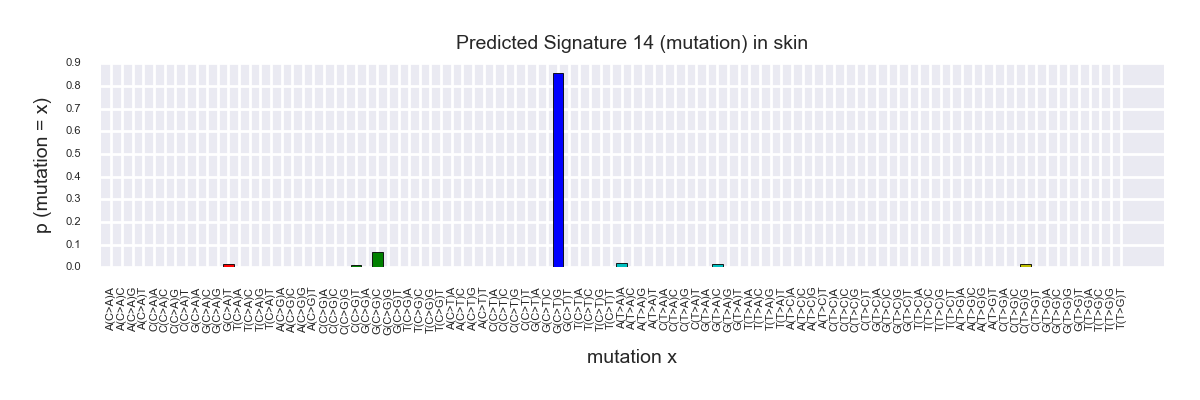 Predicted Signature 14 (mutation) in skin
p (mutation = x)
0.9
0.8
0.7
0.6
0.5
0.4
0.3
0.2
0.1
0.0
A(C>A)A
A(C>A)C
A(C>A)G
A(C>A)T
C(C>A)A
C(C>A)C
C(C>A)G
C(C>A)T
G(C>A)A
G(C>A)C
G(C>A)G
G(C>A)T
T(C>A)A
T(C>A)C
T(C>A)G
T(C>A)T
A(C>G)A
A(C>G)C
A(C>G)G
A(C>G)T
C(C>G)A
C(C>G)C
C(C>G)G
C(C>G)T
G(C>G)A
G(C>G)C
G(C>G)G
G(C>G)T
T(C>G)A
T(C>G)C
T(C>G)G
T(C>G)T
A(C>T)A
A(C>T)C
A(C>T)G
A(C>T)T
C(C>T)A
C(C>T)C
C(C>T)G
C(C>T)T
G(C>T)A
G(C>T)C
G(C>T)G
G(C>T)T
T(C>T)A
T(C>T)C
T(C>T)G
T(C>T)T
A(T>A)A
A(T>A)C
A(T>A)G
A(T>A)T
C(T>A)A
C(T>A)C
C(T>A)G
C(T>A)T
G(T>A)A
G(T>A)C
G(T>A)G
G(T>A)T
T(T>A)A
T(T>A)C
T(T>A)G
T(T>A)T
A(T>C)A
A(T>C)C
A(T>C)G
A(T>C)T
C(T>C)A
C(T>C)C
C(T>C)G
C(T>C)T
G(T>C)A
G(T>C)C
G(T>C)G
G(T>C)T
T(T>C)A
T(T>C)C
T(T>C)G
T(T>C)T
A(T>G)A
A(T>G)C
A(T>G)G
A(T>G)T
C(T>G)A
C(T>G)C
C(T>G)G
C(T>G)T
G(T>G)A
G(T>G)C
G(T>G)G
G(T>G)T
T(T>G)A
T(T>G)C
T(T>G)G
T(T>G)T
mutation x